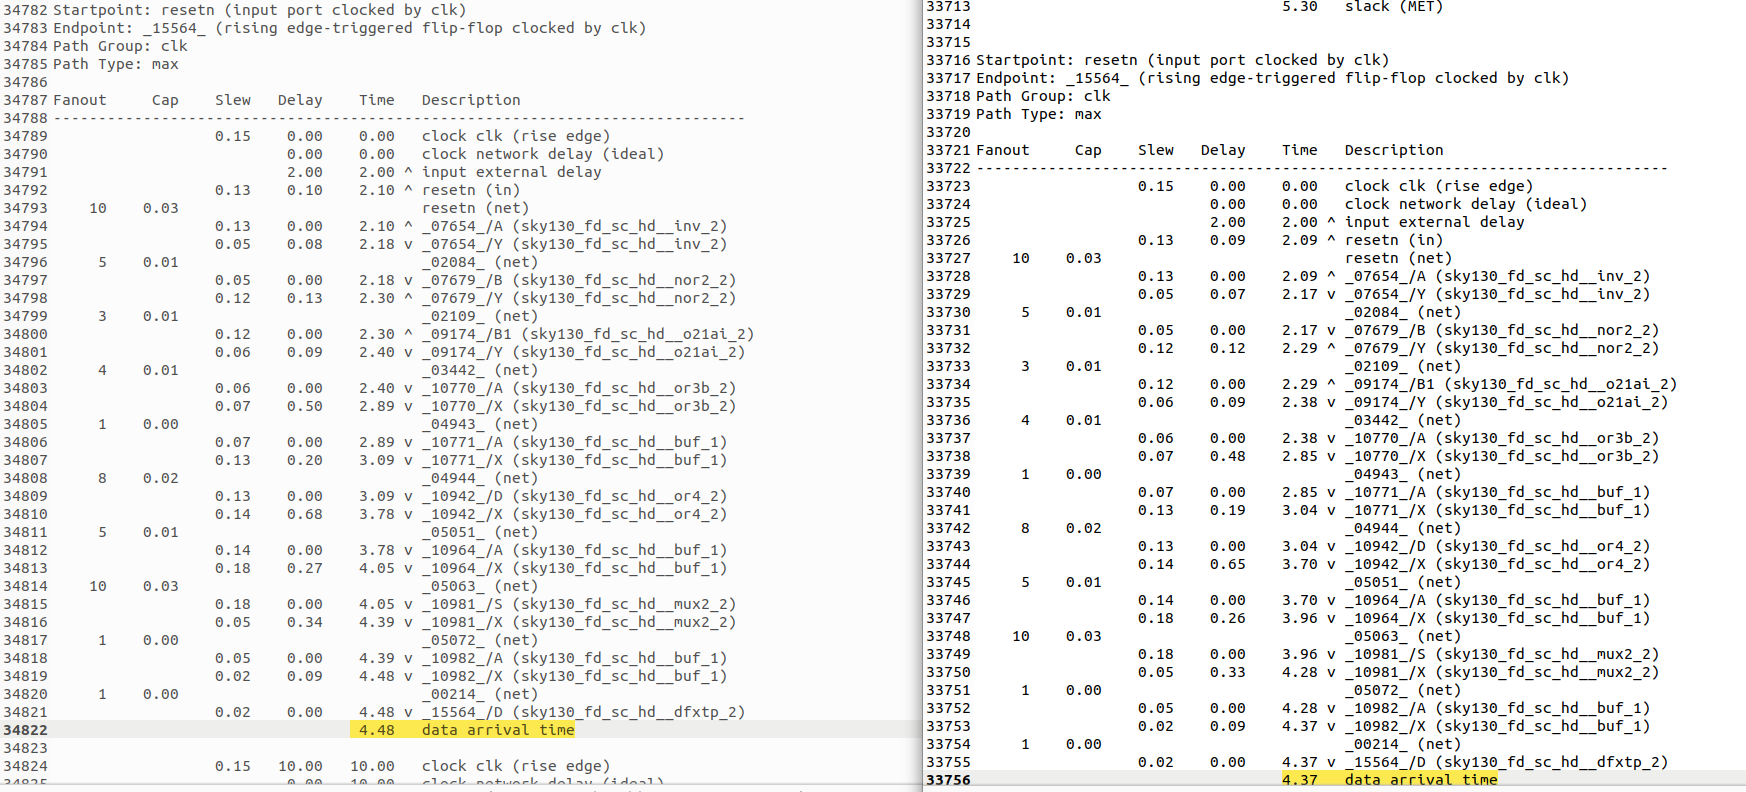 34782 Startpoint: resetn (input port clocked by clk)
34783 Endpoint: _15564_ (rising edge-triggered flip-flop clocked by clk)
34784 Path Group: clk
34785 Path Type: max
34786
34787 Fanout     Cap    Slew   Delay    Time   Description
34788 -----------------------------------------------------------------------------
34789                   0.15    0.00    0.00   clock clk (rise edge)
34790                           0.00    0.00   clock network delay (ideal)
34791                           2.00    2.00 ^ input external delay
34792                   0.13    0.10    2.10 ^ resetn (in)
34793     10    0.03                           resetn (net)
34794                   0.13    0.00    2.10 ^ _07654_/A (sky130_fd_sc_hd__inv_2)
34795                   0.05    0.08    2.18 v _07654_/Y (sky130_fd_sc_hd__inv_2)
34796      5    0.01                           _02084_ (net)
34797                   0.05    0.00    2.18 v _07679_/B (sky130_fd_sc_hd__nor2_2)
34798                   0.12    0.13    2.30 ^ _07679_/Y (sky130_fd_sc_hd__nor2_2)
34799      3    0.01                           _02109_ (net)
34800                   0.12    0.00    2.30 ^ _09174_/B1 (sky130_fd_sc_hd__o21ai_2)
34801                   0.06    0.09    2.40 v _09174_/Y (sky130_fd_sc_hd__o21ai_2)
34802      4    0.01                           _03442_ (net)
34803                   0.06    0.00    2.40 v _10770_/A (sky130_fd_sc_hd__or3b_2)
34804                   0.07    0.50    2.89 v _10770_/X (sky130_fd_sc_hd__or3b_2)
34805      1    0.00                           _04943_ (net)
34806                   0.07    0.00    2.89 v _10771_/A (sky130_fd_sc_hd__buf_1)
34807                   0.13    0.20    3.09 v _10771_/X (sky130_fd_sc_hd__buf_1)
34808      8    0.02                           _04944_ (net)
34809                   0.13    0.00    3.09 v _10942_/D (sky130_fd_sc_hd__or4_2)
34810                   0.14    0.68    3.78 v _10942_/X (sky130_fd_sc_hd__or4_2)
34811      5    0.01                           _05051_ (net)
34812                   0.14    0.00    3.78 v _10964_/A (sky130_fd_sc_hd__buf_1)
34813                   0.18    0.27    4.05 v _10964_/X (sky130_fd_sc_hd__buf_1)
34814     10    0.03                           _05063_ (net)
34815                   0.18    0.00    4.05 v _10981_/S (sky130_fd_sc_hd__mux2_2)
34816                   0.05    0.34    4.39 v _10981_/X (sky130_fd_sc_hd__mux2_2)
34817      1    0.00                           _05072_ (net)
34818                   0.05    0.00    4.39 v _10982_/A (sky130_fd_sc_hd__buf_1)
34819                   0.02    0.09    4.48 v _10982_/X (sky130_fd_sc_hd__buf_1)
34820      1    0.00                           _00214_ (net)
34821                   0.02    0.00    4.48 v _15564_/D (sky130_fd_sc_hd__dfxtp_2)
34822                                   4.48   data arrival time
34823
34824                   0.15   10.00   10.00   clock clk (rise edge)
34825                           0.00   10.00   clock network delay (ideal)
33713                                   5.30   slack (MET)
33714
33715
33716 Startpoint: resetn (input port clocked by clk)
33717 Endpoint: _15564_ (rising edge-triggered flip-flop clocked by clk)
33718 Path Group: clk
33719 Path Type: max
33720
33721 Fanout     Cap    Slew   Delay    Time   Description
33722 -----------------------------------------------------------------------------
33723                   0.15    0.00    0.00   clock clk (rise edge)
33724                           0.00    0.00   clock network delay (ideal)
33725                           2.00    2.00 ^ input external delay
33726                   0.13    0.09    2.09 ^ resetn (in)
33727     10    0.03                           resetn (net)
33728                   0.13    0.00    2.09 ^ _07654_/A (sky130_fd_sc_hd__inv_2)
33729                   0.05    0.07    2.17 v _07654_/Y (sky130_fd_sc_hd__inv_2)
33730      5    0.01                           _02084_ (net)
33731                   0.05    0.00    2.17 v _07679_/B (sky130_fd_sc_hd__nor2_2)
33732                   0.12    0.12    2.29 ^ _07679_/Y (sky130_fd_sc_hd__nor2_2)
33733      3    0.01                           _02109_ (net)
33734                   0.12    0.00    2.29 ^ _09174_/B1 (sky130_fd_sc_hd__o21ai_2)
33735                   0.06    0.09    2.38 v _09174_/Y (sky130_fd_sc_hd__o21ai_2)
33736      4    0.01                           _03442_ (net)
33737                   0.06    0.00    2.38 v _10770_/A (sky130_fd_sc_hd__or3b_2)
33738                   0.07    0.48    2.85 v _10770_/X (sky130_fd_sc_hd__or3b_2)
33739      1    0.00                           _04943_ (net)
33740                   0.07    0.00    2.85 v _10771_/A (sky130_fd_sc_hd__buf_1)
33741                   0.13    0.19    3.04 v _10771_/X (sky130_fd_sc_hd__buf_1)
33742      8    0.02                           _04944_ (net)
33743                   0.13    0.00    3.04 v _10942_/D (sky130_fd_sc_hd__or4_2)
33744                   0.14    0.65    3.70 v _10942_/X (sky130_fd_sc_hd__or4_2)
33745      5    0.01                           _05051_ (net)
33746                   0.14    0.00    3.70 v _10964_/A (sky130_fd_sc_hd__buf_1)
33747                   0.18    0.26    3.96 v _10964_/X (sky130_fd_sc_hd__buf_1)
33748     10    0.03                           _05063_ (net)
33749                   0.18    0.00    3.96 v _10981_/S (sky130_fd_sc_hd__mux2_2)
33750                   0.05    0.33    4.28 v _10981_/X (sky130_fd_sc_hd__mux2_2)
33751      1    0.00                           _05072_ (net)
33752                   0.05    0.00    4.28 v _10982_/A (sky130_fd_sc_hd__buf_1)
33753                   0.02    0.09    4.37 v _10982_/X (sky130_fd_sc_hd__buf_1)
33754      1    0.00                           _00214_ (net)
33755                   0.02    0.00    4.37 v _15564_/D (sky130_fd_sc_hd__dfxtp_2)
33756                                   4.37   data arrival time